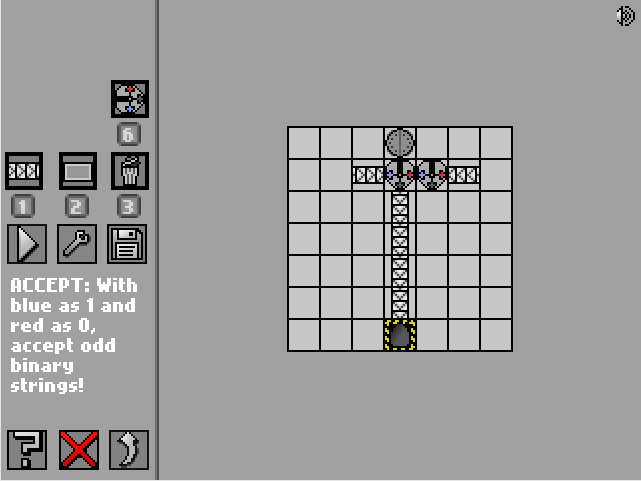 6
1 2 3
ACCEPT: With
blue as 1 and
red as 0,
accept odd
binary
strings!
?